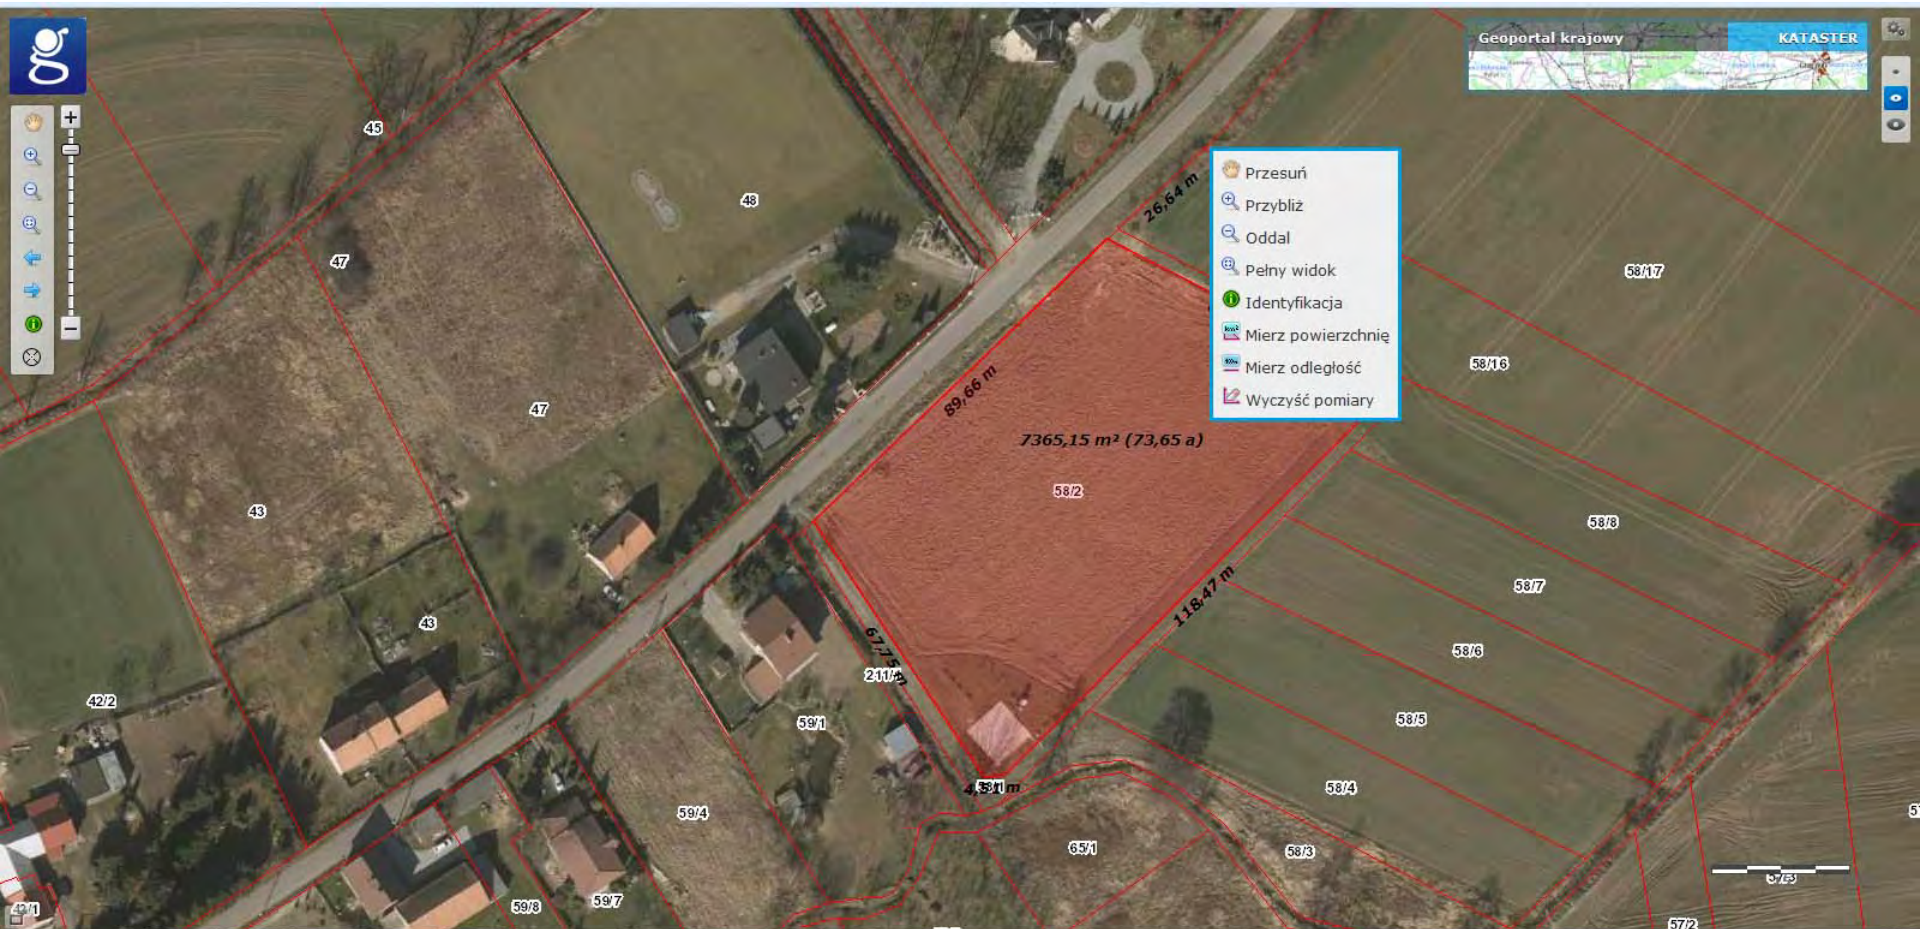 g
Geoportal krajowy
KATASTER
45
48
47
26,64 m
Przesuń
Przybliż
Oddal
Pełny widok
Identyfikacja
Mierz powierzchnię
Mierz odległość
Wyczyść pomiary
58/17
58/16
47
89,66 m
7365,15 m² (73,65 a)
58/2
43
58/8
58/7
118,47 m
43
67,75 m
58/6
42/2
59/1
58/5
58/4
59/4
65/1
58/3
59/8
59/7
57/2